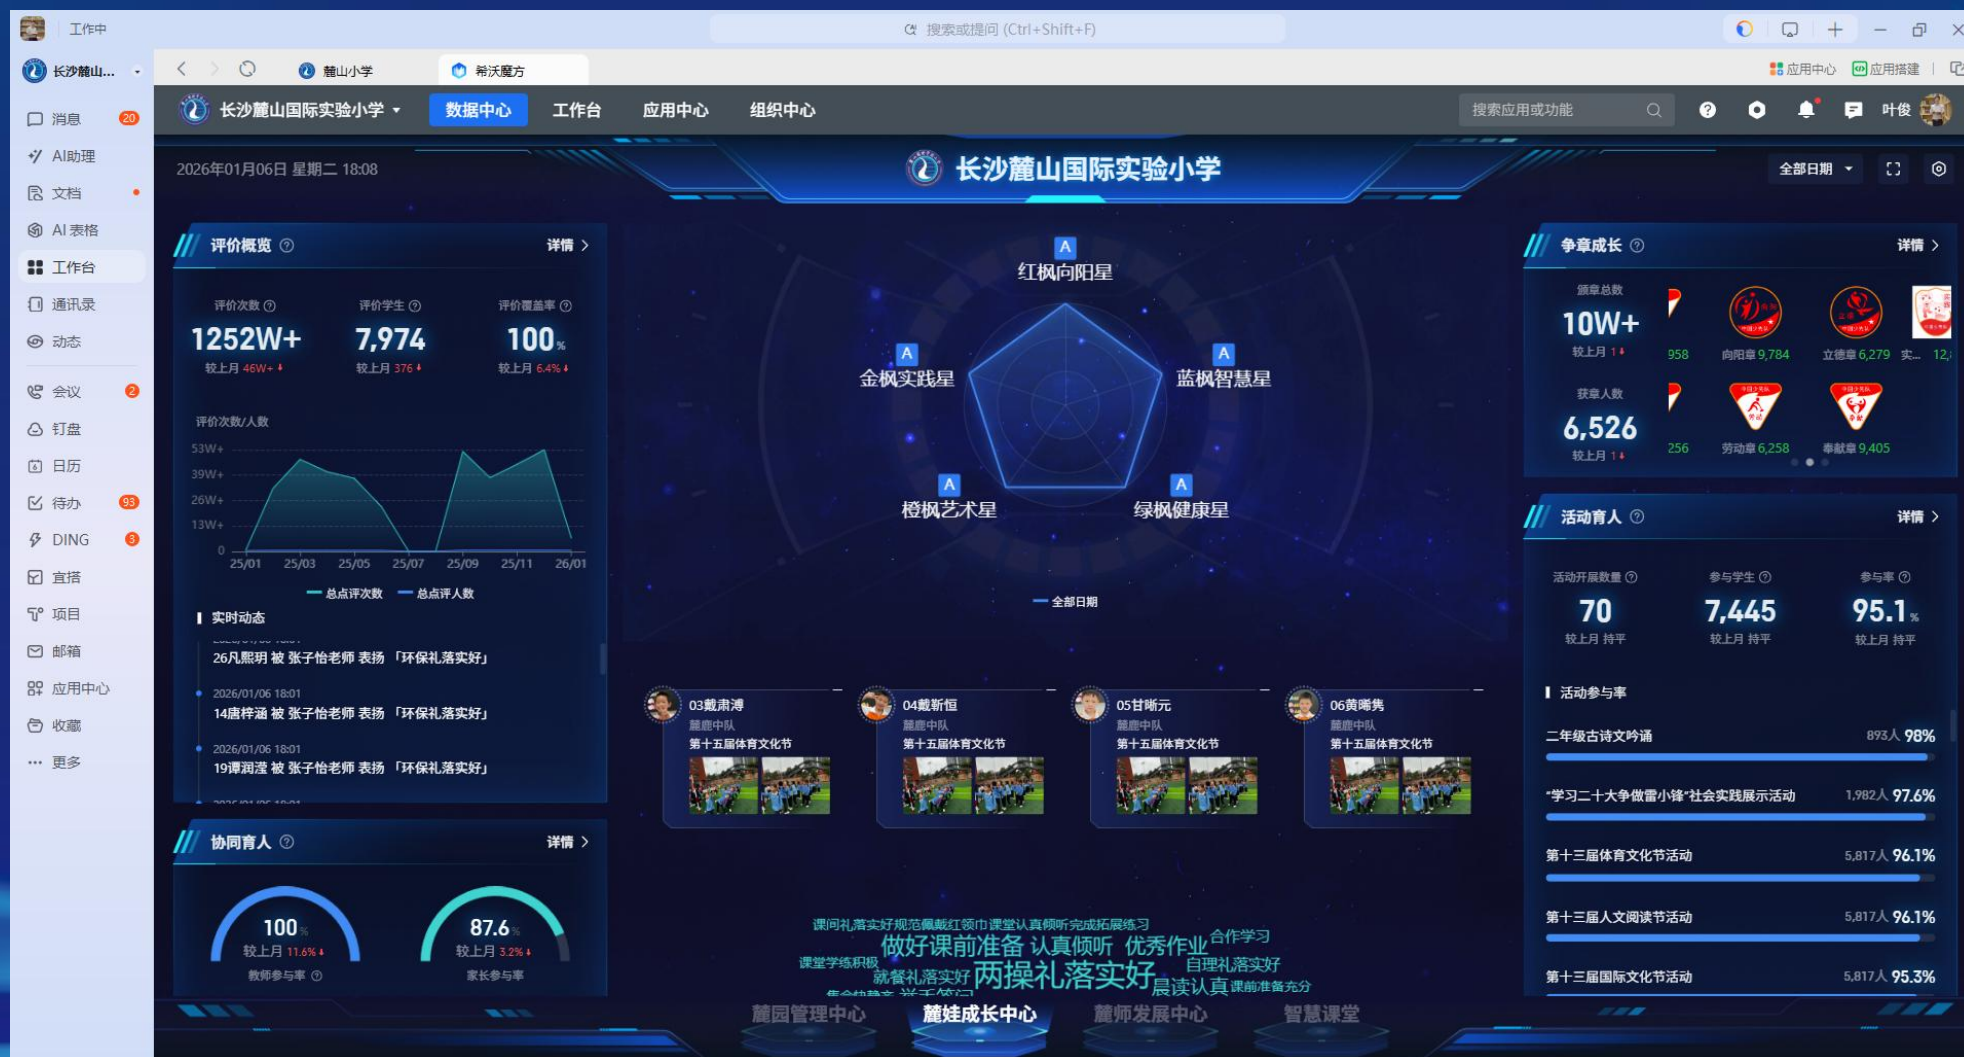 工作中
搜索或提问 (Ctrl+Shift+F)
长沙麓山...
麓山小学
希沃魔方
应用中心
应用搭建
消息 20
AI助理
文档
AI 表格
工作台
通讯录
动态
会议 2
钉盘
日历
待办 93
DING 3
宜搭
项目
邮箱
应用中心
收藏
更多
长沙麓山国际实验小学
数据中心
工作台
应用中心
组织中心
搜索应用或功能
叶俊
2026年01月06日 星期二 18:08
长沙麓山国际实验小学
全部日期
评价概览
详情
评价次数 评价学生 评价覆盖率
1252W+ 7,974 100%
较上月 46W+ 较上月 376 较上月 6.4%
评价次数/人数
53W+
39W+
26W+
13W+
0
25/01 25/03 25/05 25/07 25/09 25/11 26/01
总点评次数 总点评人数
实时动态
26凡熙玥 被 张子怡老师 表扬 「环保礼落实好」
2026/01/06 18:01
14唐梓涵 被 张子怡老师 表扬 「环保礼落实好」
2026/01/06 18:01
19谭润滢 被 张子怡老师 表扬 「环保礼落实好」
协同育人
详情
100% 87.6%
较上月 11.6% 较上月 3.2%
教师参与率 家长参与率
A
红枫向阳星
A A
金枫实践星 蓝枫智慧星
A A
橙枫艺术星 绿枫健康星
全部日期
03戴肃溥
麓鹿中队
第十五届体育文化节
04戴靳恒
麓鹿中队
第十五届体育文化节
05甘晰元
麓鹿中队
第十五届体育文化节
06黄晞隽
麓鹿中队
第十五届体育文化节
课间礼落实好规范佩戴红领巾课堂认真倾听完成拓展练习
做好课前准备 认真倾听 优秀作业 合作学习
课堂学练积极 自理礼落实好
就餐礼落实好 两操礼落实好 晨读认真 课前准备充分
麓园管理中心
麓娃成长中心
麓师发展中心
智慧课堂
争章成长
详情
颁章总数
10W+
较上月 1
958 向阳章 9,784 立德章 6,279 实...
获章人数
6,526
较上月 1
256 劳动章 6,258 奉献章 9,405
活动育人
详情
活动开展数量 参与学生 参与率
70 7,445 95.1%
较上月 持平 较上月 持平 较上月 持平
活动参与率
二年级古诗文吟诵 893人 98%
“学习二十大争做雷小锋”社会实践展示活动 1,982人 97.6%
第十三届体育文化节活动 5,817人 96.1%
第十三届人文阅读节活动 5,817人 96.1%
第十三届国际文化节活动 5,817人 95.3%